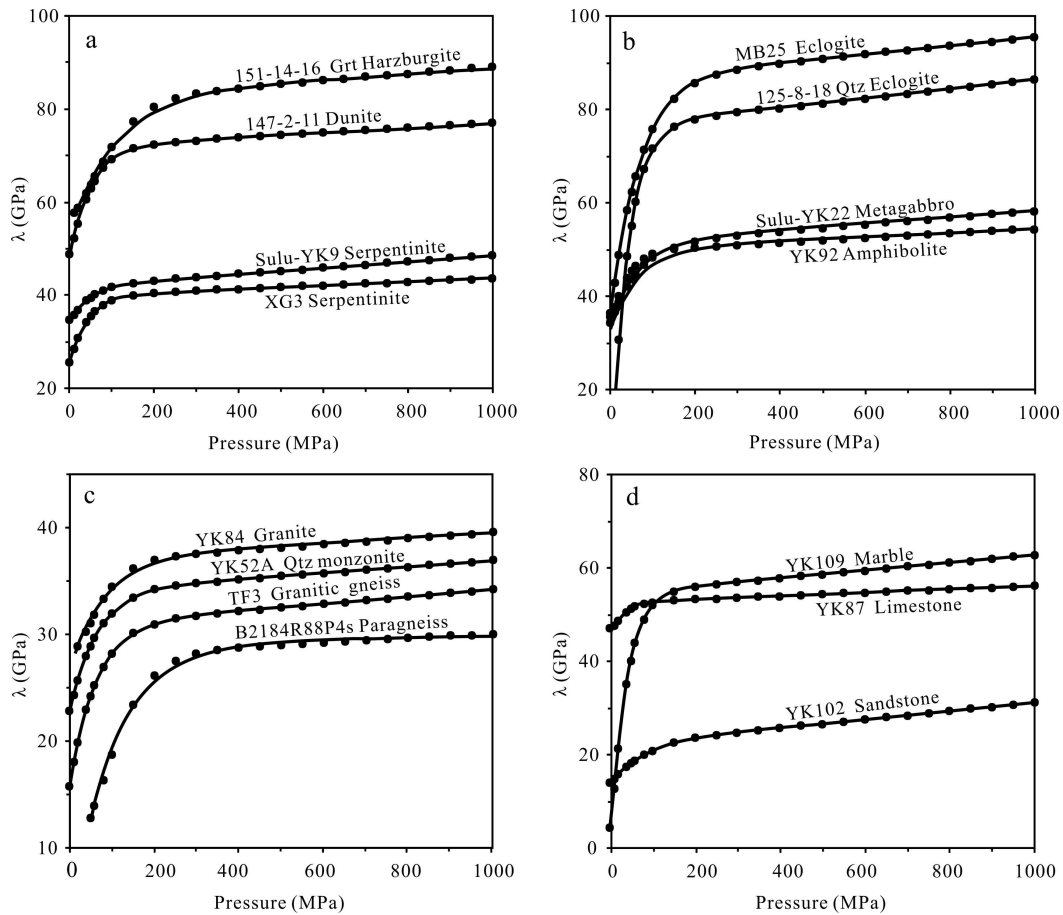 a
100
80
60
40
20
λ (GPa)
151-14-16 Grt Harzburgite
147-2-11 Dunite
Sulu-YK9 Serpentinite
XG3 Serpentinite
0 200 400 600 800 1000
Pressure (MPa)
b
100
80
60
40
20
λ (GPa)
MB25 Eclogite
125-8-18 Qtz Eclogite
Sulu-YK22 Metagabbro
YK92 Amphibolite
0 200 400 600 800 1000
Pressure (MPa)
c
40
30
20
10
λ (GPa)
YK84 Granite
YK52A Qtz monzonite
TF3 Granitic gneiss
B2184R88P4s Paragneiss
0 200 400 600 800 1000
Pressure (MPa)
d
80
60
40
20
0
λ (GPa)
YK109 Marble
YK87 Limestone
YK102 Sandstone
0 200 400 600 800 1000
Pressure (MPa)